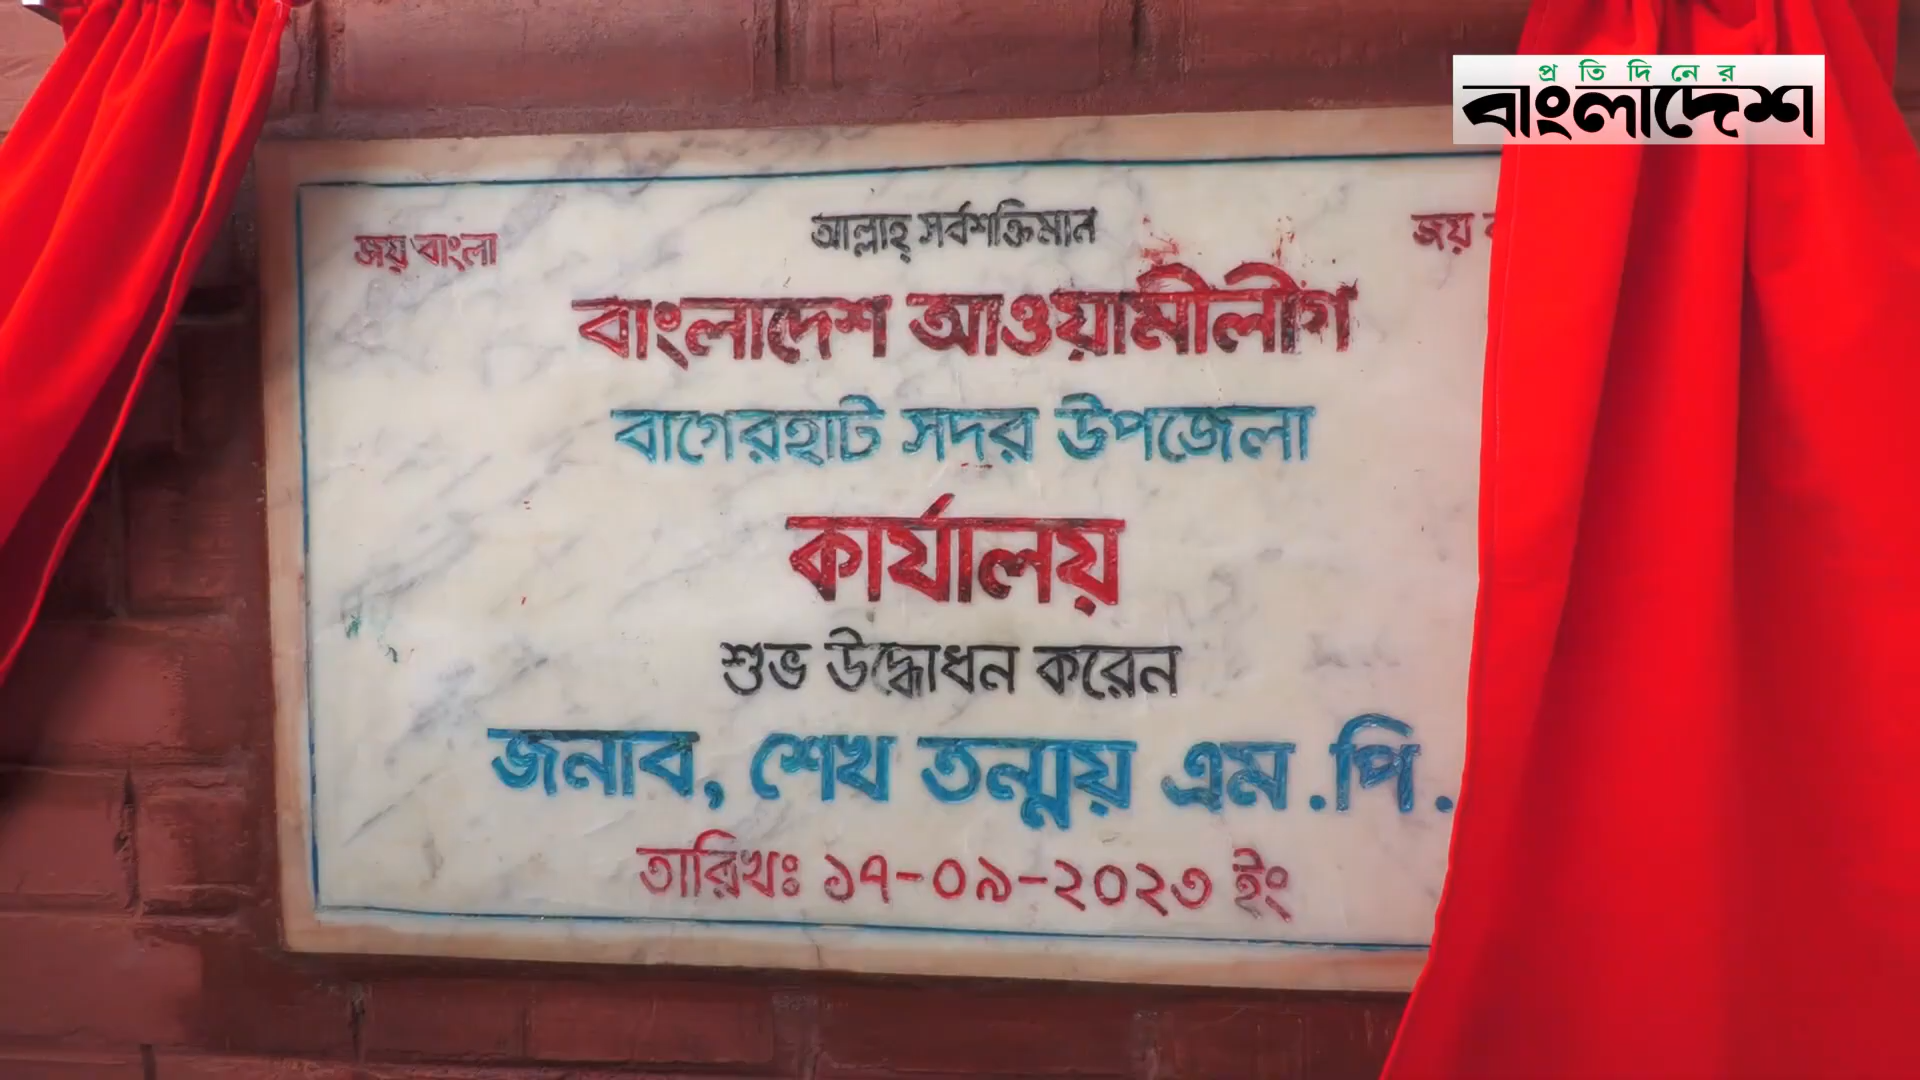 প্রতিদিনের
বাংলাদেশ
আল্লাহ সর্বশক্তিমান
জয় বাংলা
জয়
বাংলাদেশ আওয়ামীলীগ
বাগেরহাট সদর উপজেলা
কার্যালয়
শুভ উদ্ধোধন করেন
জনাব, শেখ তন্ময় এম.পি.
তারিখঃ ১৭-০৯-২০২৩ ইং